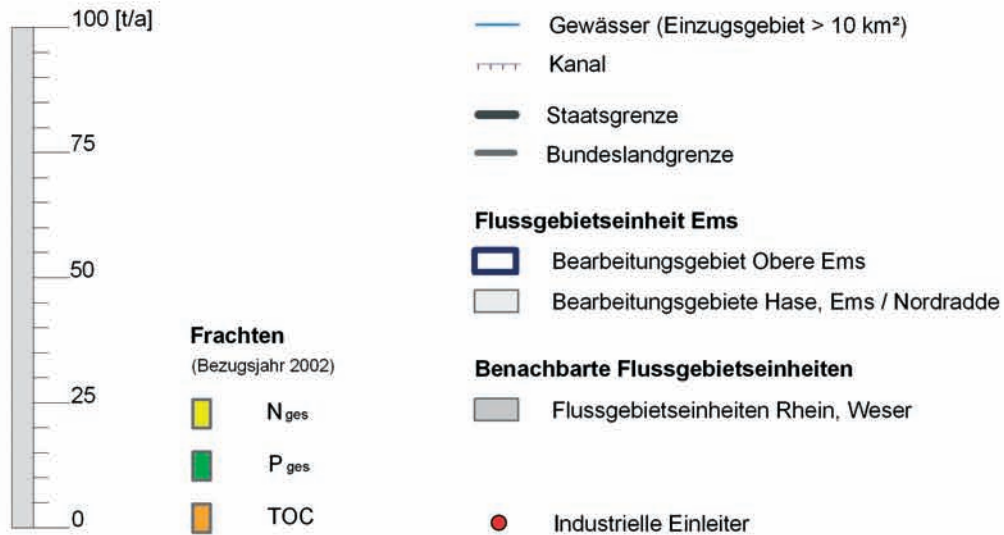 100 [t/a]
75
50
25
0
Frachten
(Bezugsjahr 2002)
N ges
P ges
TOC
Gewässer (Einzugsgebiet > 10 km²)
Kanal
Staatsgrenze
Bundeslandgrenze
Flussgebietseinheit Ems
Bearbeitungsgebiet Obere Ems
Bearbeitungsgebiete Hase, Ems / Nordradde
Benachbarte Flussgebietseinheiten
Flussgebietseinheiten Rhein, Weser
Industrielle Einleiter